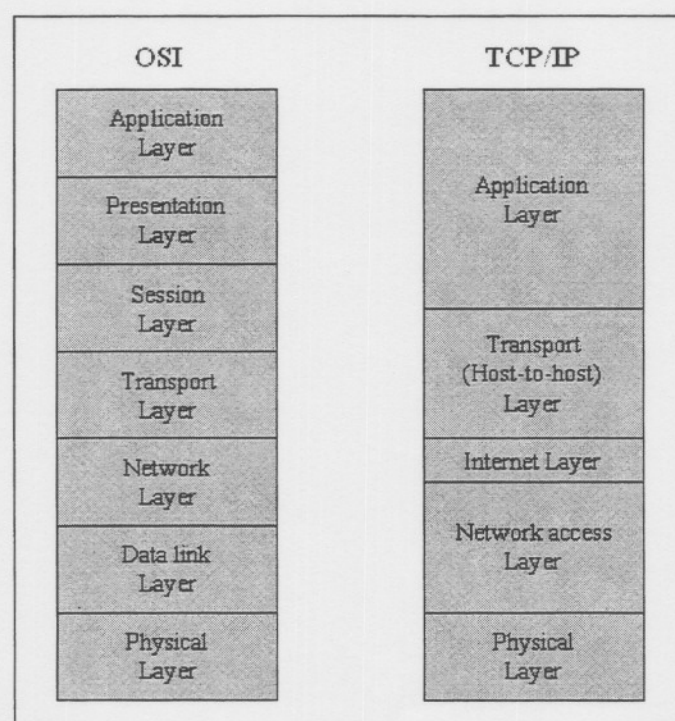 OSI
Application
Layer
Presentation
Layer
Session
Layer
Transport
Layer
Network
Layer
Data link
Layer
Physical
Layer
TCP/IP
Application
Layer
Transport
(Host-to-host)
Layer
Internet Layer
Network access
Layer
Physical
Layer